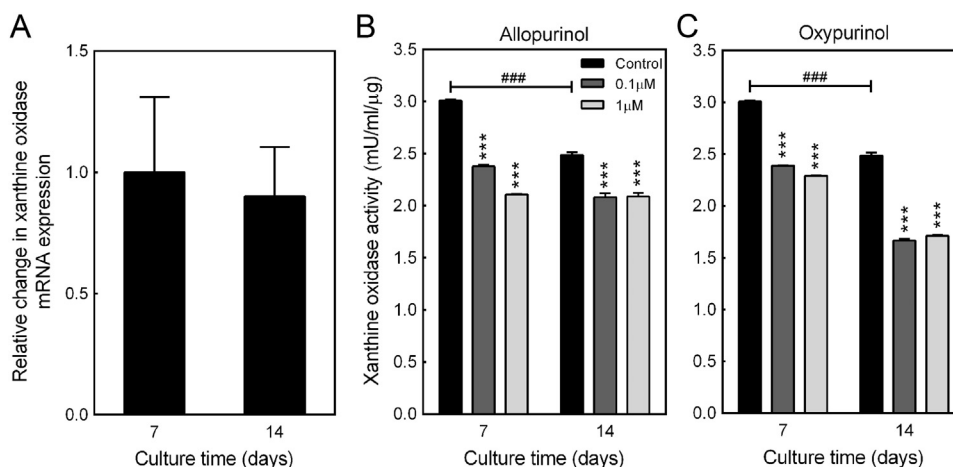 A
Relative change in xanthine oxidase
mRNA expression
1.5
1.0
0.5
0.0
7
14
Culture time (days)
B
Allopurinol
Xanthine oxidase activity (mU/ml/μg)
3.5
3.0
2.5
2.0
1.5
1.0
0.5
0.0
###
Control
0.1μM
1μM
***
***
***
***
7
14
Culture time (days)
C
Oxypurinol
3.5
3.0
2.5
2.0
1.5
1.0
0.5
0.0
###
***
***
***
***
7
14
Culture time (days)